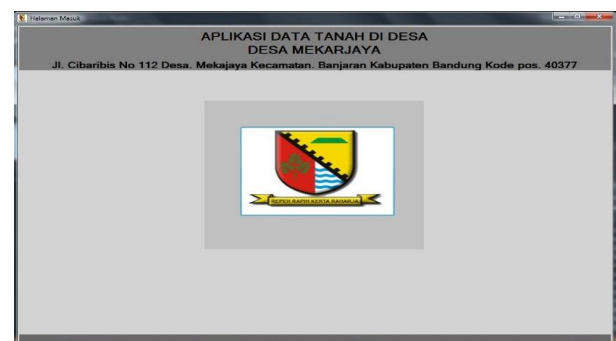 Halaman Masuk
APLIKASI DATA TANAH DI DESA
DESA MEKARJAYA
Jl. Cibaribis No 112 Desa. Mekajaya Kecamatan. Banjaran Kabupaten Bandung Kode pos. 40377
REPEH RAPIH KERTA RAHARJA